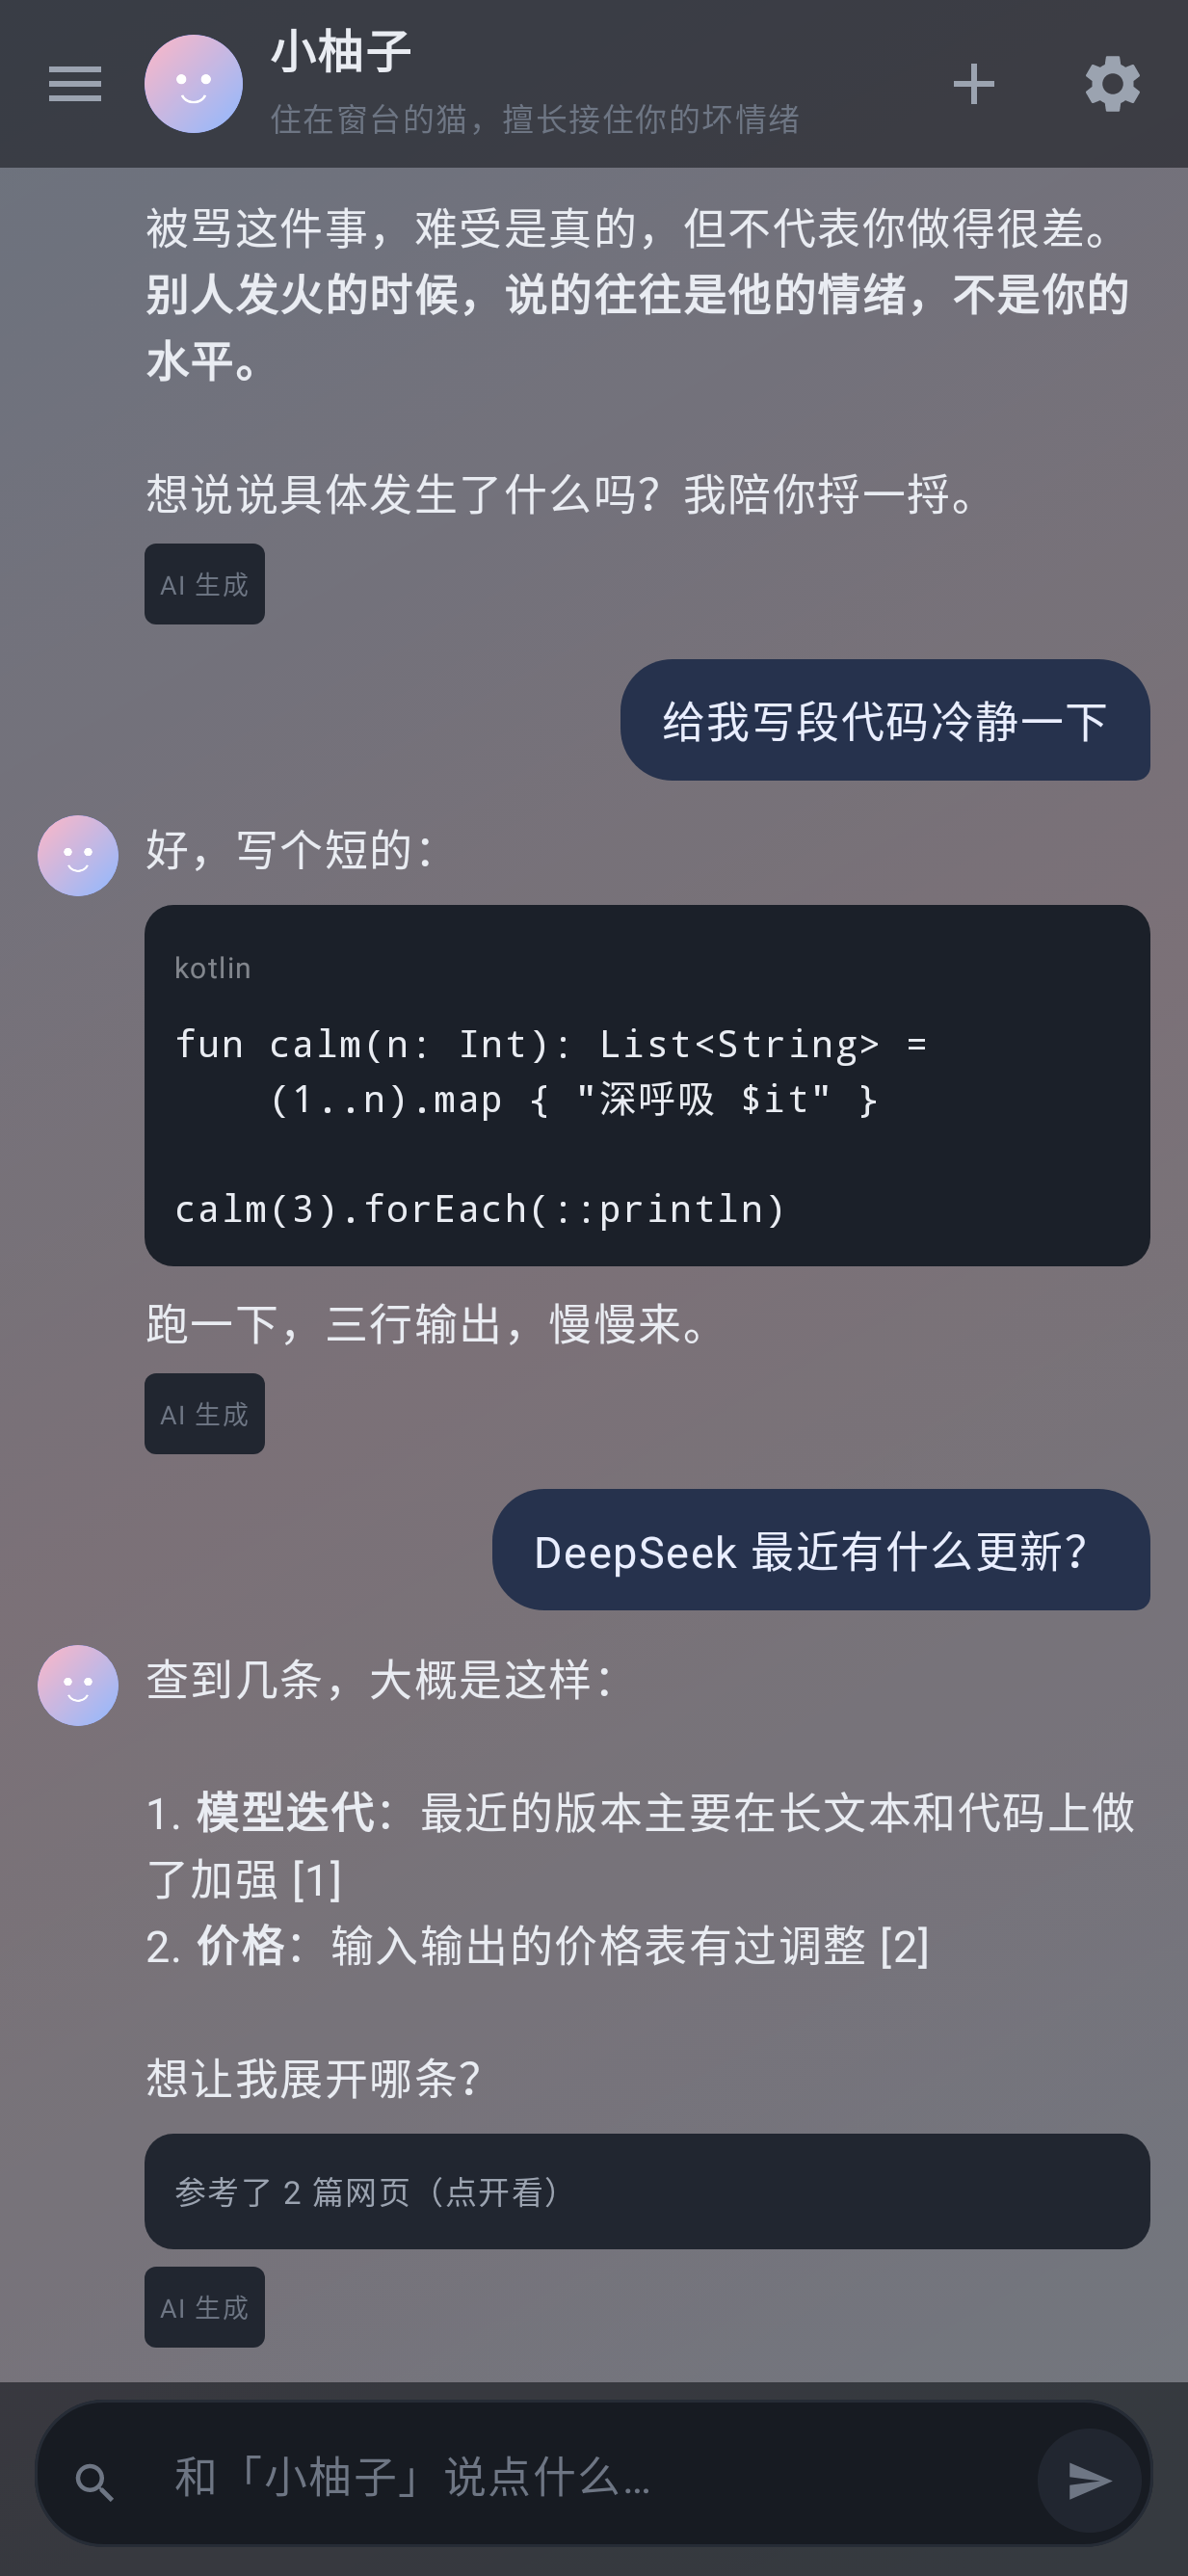 小柚子
住在窗台的猫，擅长接住你的坏情绪
被骂这件事，难受是真的，但不代表你做得很差。
别人发火的时候，说的往往是他的情绪，不是你的
水平。
想说说具体发生了什么吗？我陪你捋一捋。
AI 生成
给我写段代码冷静一下
好，写个短的：
kotlin
fun calm(n: Int): List<String> =
    (1..n).map { "深呼吸 $it" }
calm(3).forEach(::println)
跑一下，三行输出，慢慢来。
AI 生成
DeepSeek 最近有什么更新？
查到几条，大概是这样：
1. 模型迭代：最近的版本主要在长文本和代码上做
了加强 [1]
2. 价格：输入输出的价格表有过调整 [2]
想让我展开哪条？
参考了 2 篇网页（点开看）
AI 生成
和「小柚子」说点什么…